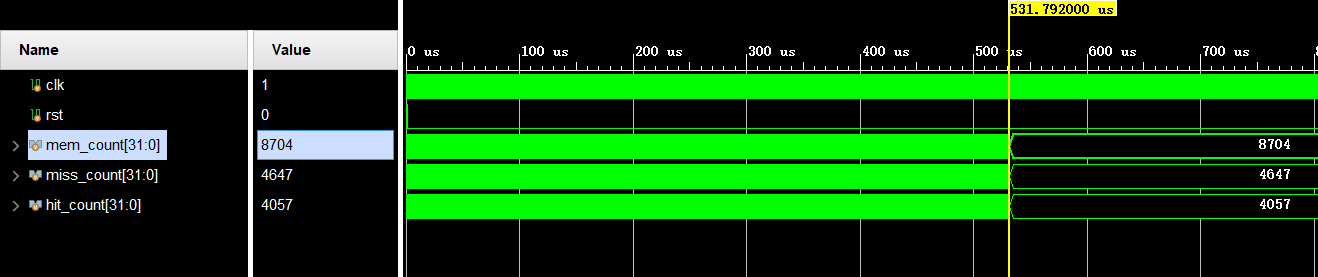 531.792000 us
Name Value
0 us 100 us 200 us 300 us 400 us 500 us 600 us 700 us
clk 1
rst 0
mem_count[31:0] 8704 8704
miss_count[31:0] 4647 4647
hit_count[31:0] 4057 4057